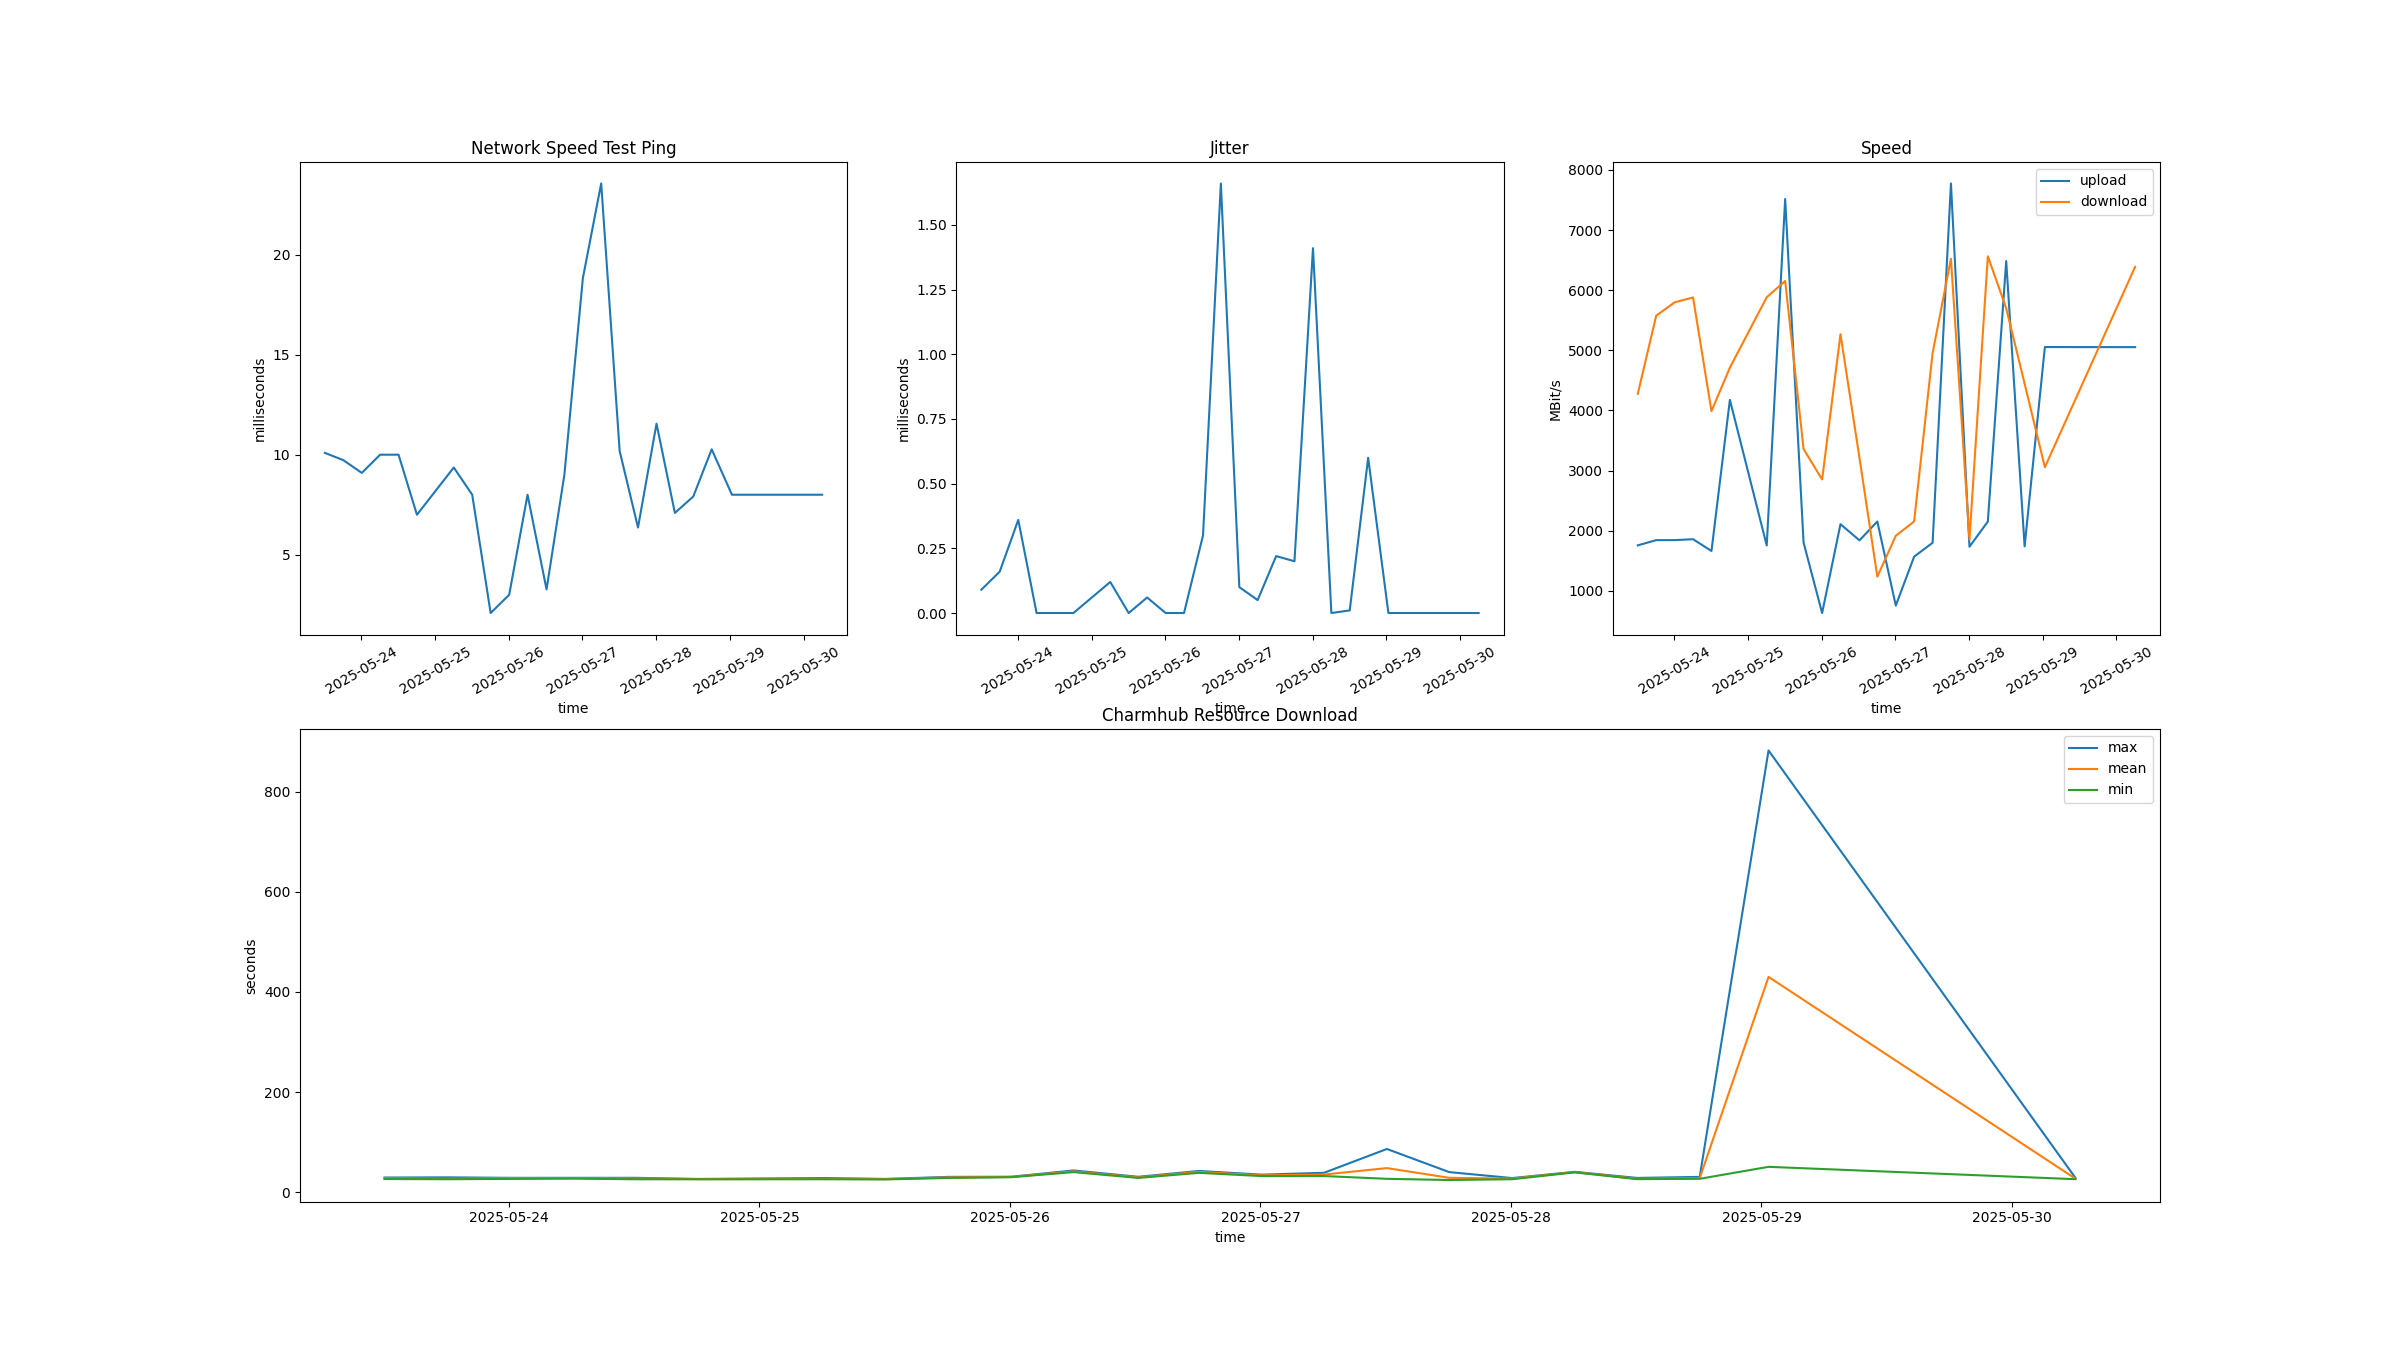 Network Speed Test Ping
milliseconds
20
15
10
5
2025-05-24 2025-05-25 2025-05-26 2025-05-27 2025-05-28 2025-05-29 2025-05-30
time
Jitter
milliseconds
1.50
1.25
1.00
0.75
0.50
0.25
0.00
2025-05-24 2025-05-25 2025-05-26 2025-05-27 2025-05-28 2025-05-29 2025-05-30
time
Speed
MBit/s
8000
7000
6000
5000
4000
3000
2000
1000
upload
download
2025-05-24 2025-05-25 2025-05-26 2025-05-27 2025-05-28 2025-05-29 2025-05-30
time
Charmhub Resource Download
seconds
800
600
400
200
0
max
mean
min
2025-05-24 2025-05-25 2025-05-26 2025-05-27 2025-05-28 2025-05-29 2025-05-30
time